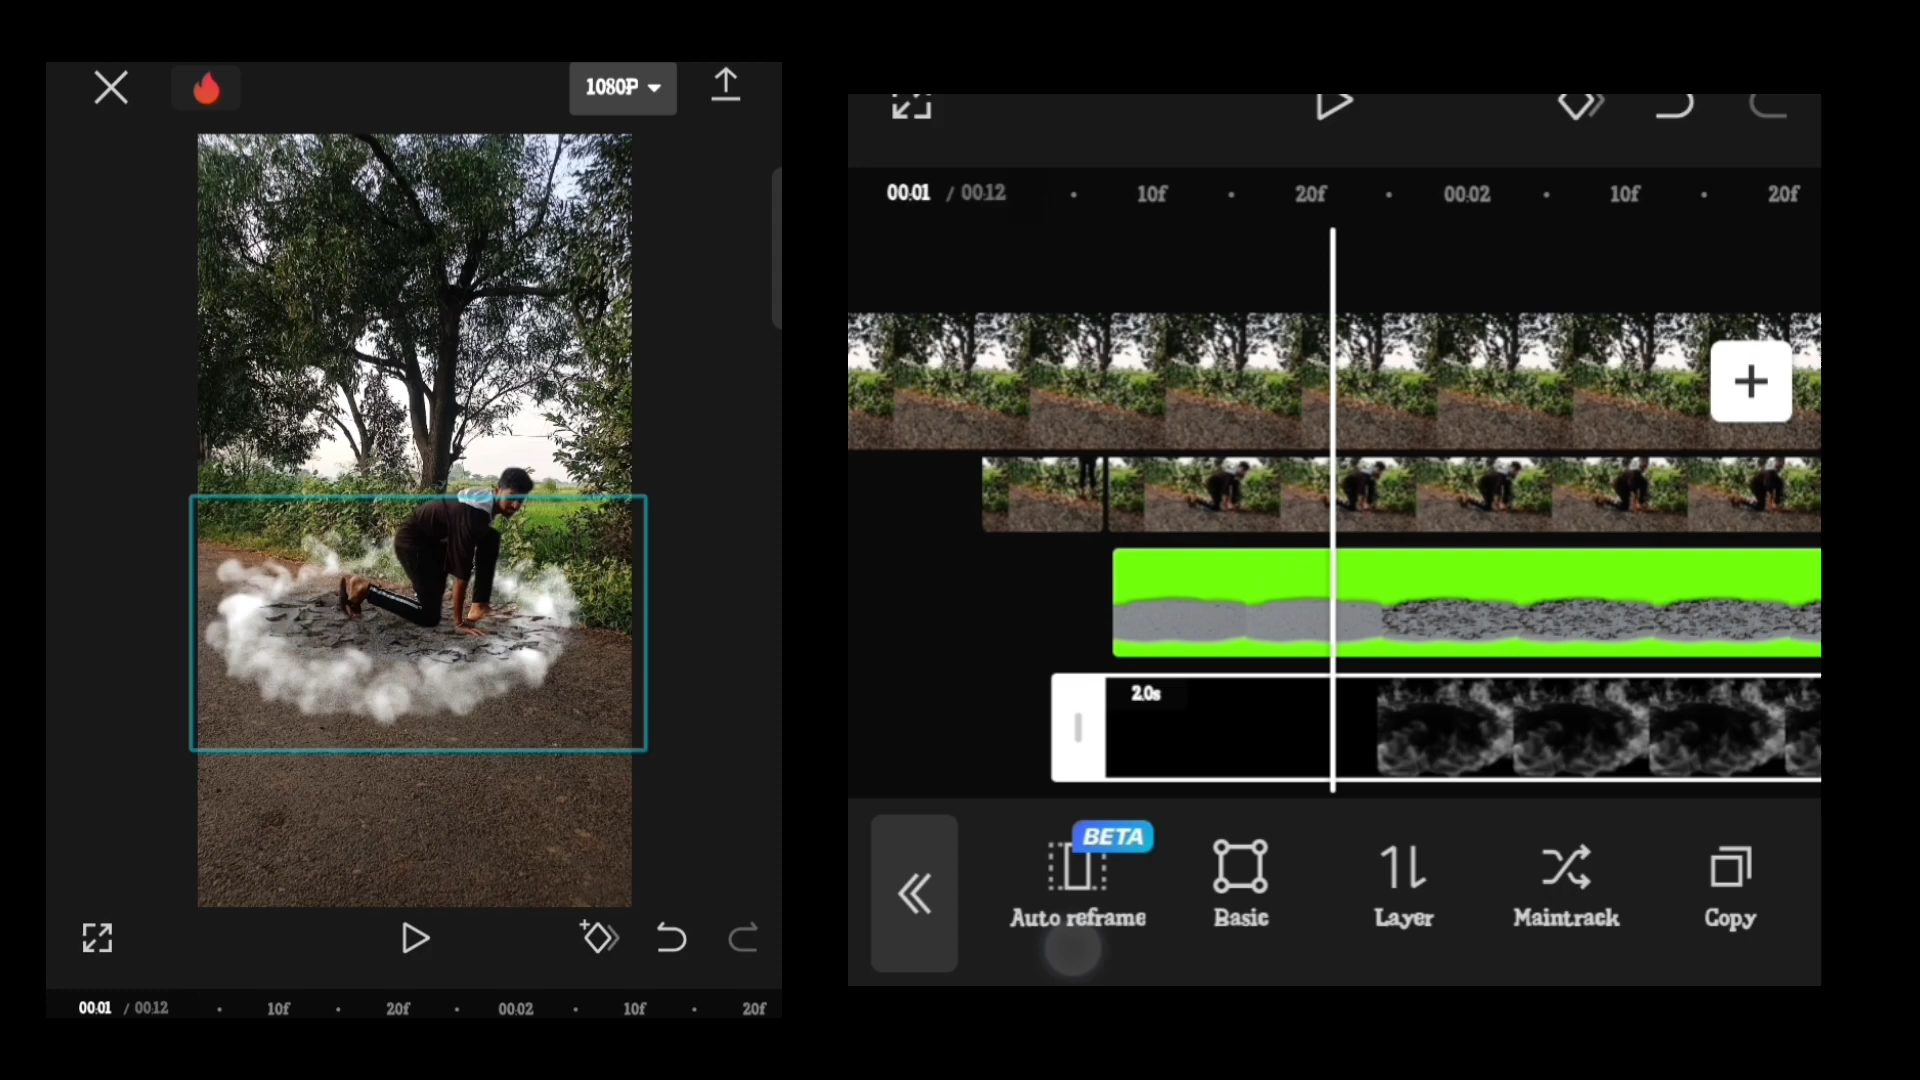 1080P
00:01 / 00:12
10f
20f
00:02
10f
20f
00:01 / 00:12
10f
20f
00:02
10f
20f
2.0s
BETA
Auto reframe
Basic
Layer
Maintrack
Copy